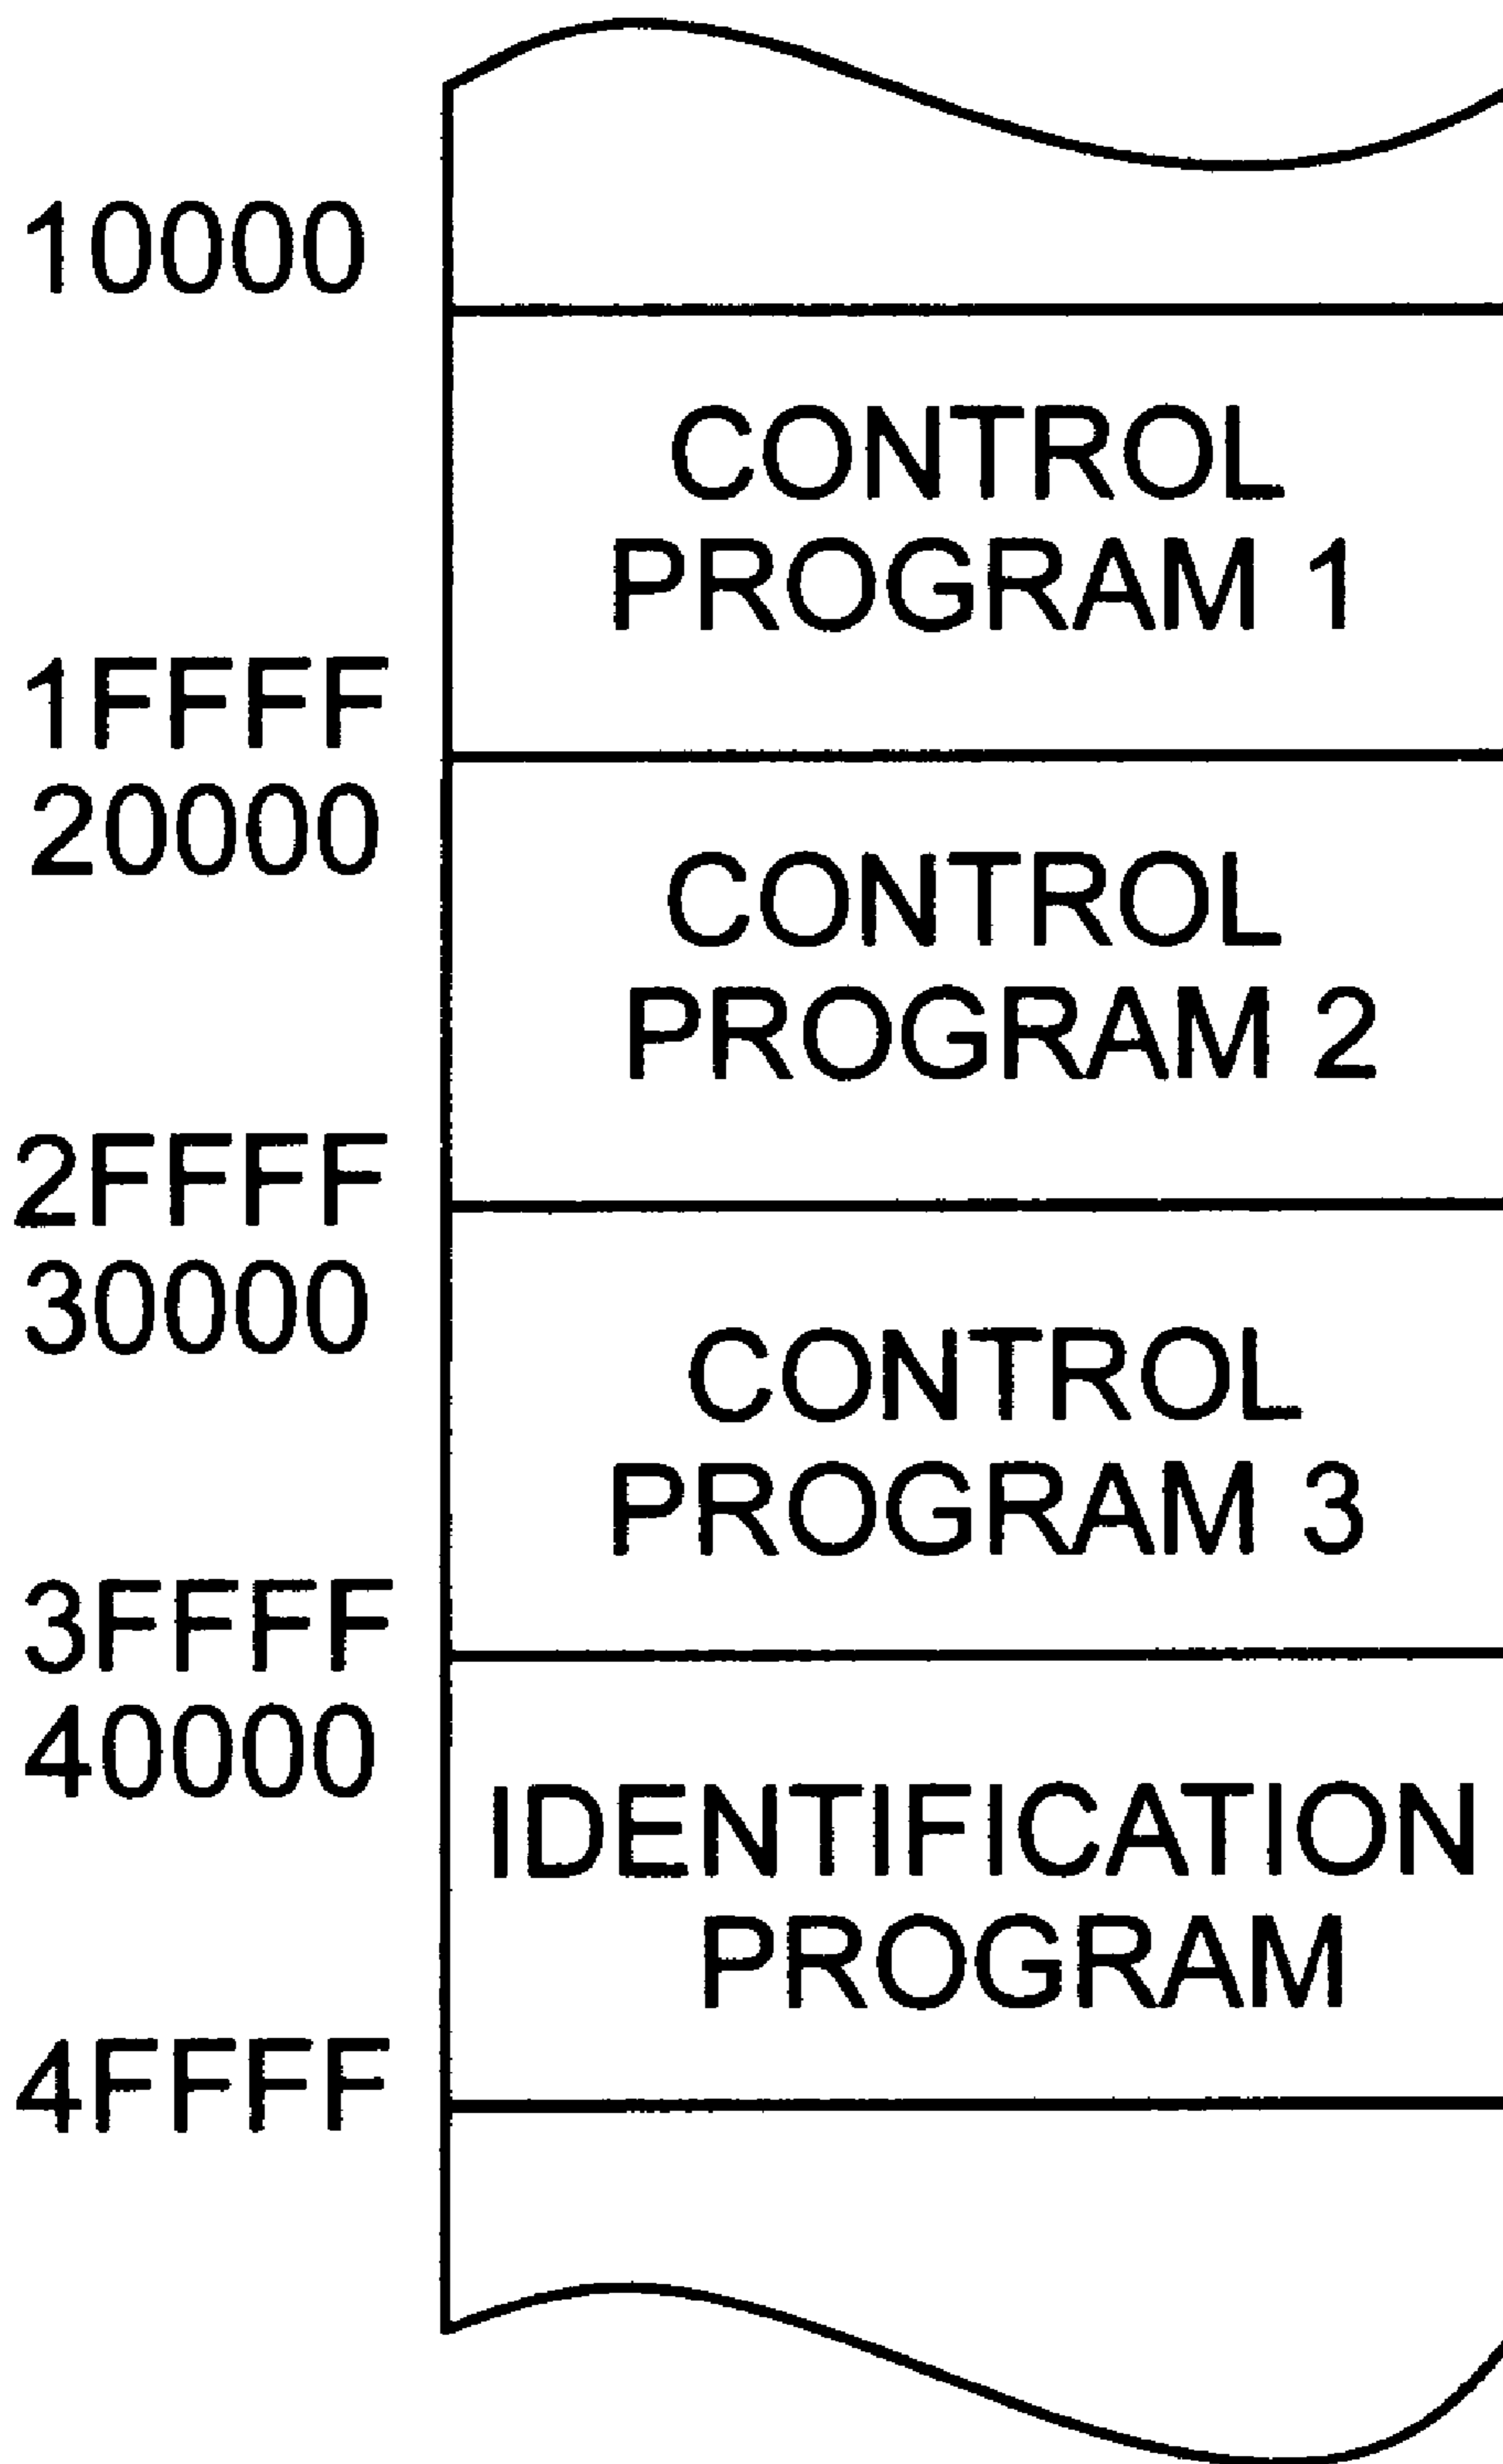 10000
CONTROL
PROGRAM 1
1FFFF
20000
CONTROL
PROGRAM 2
2FFFF
30000
CONTROL
PROGRAM 3
3FFFF
40000
IDENTIFICATION
PROGRAM
4FFFF